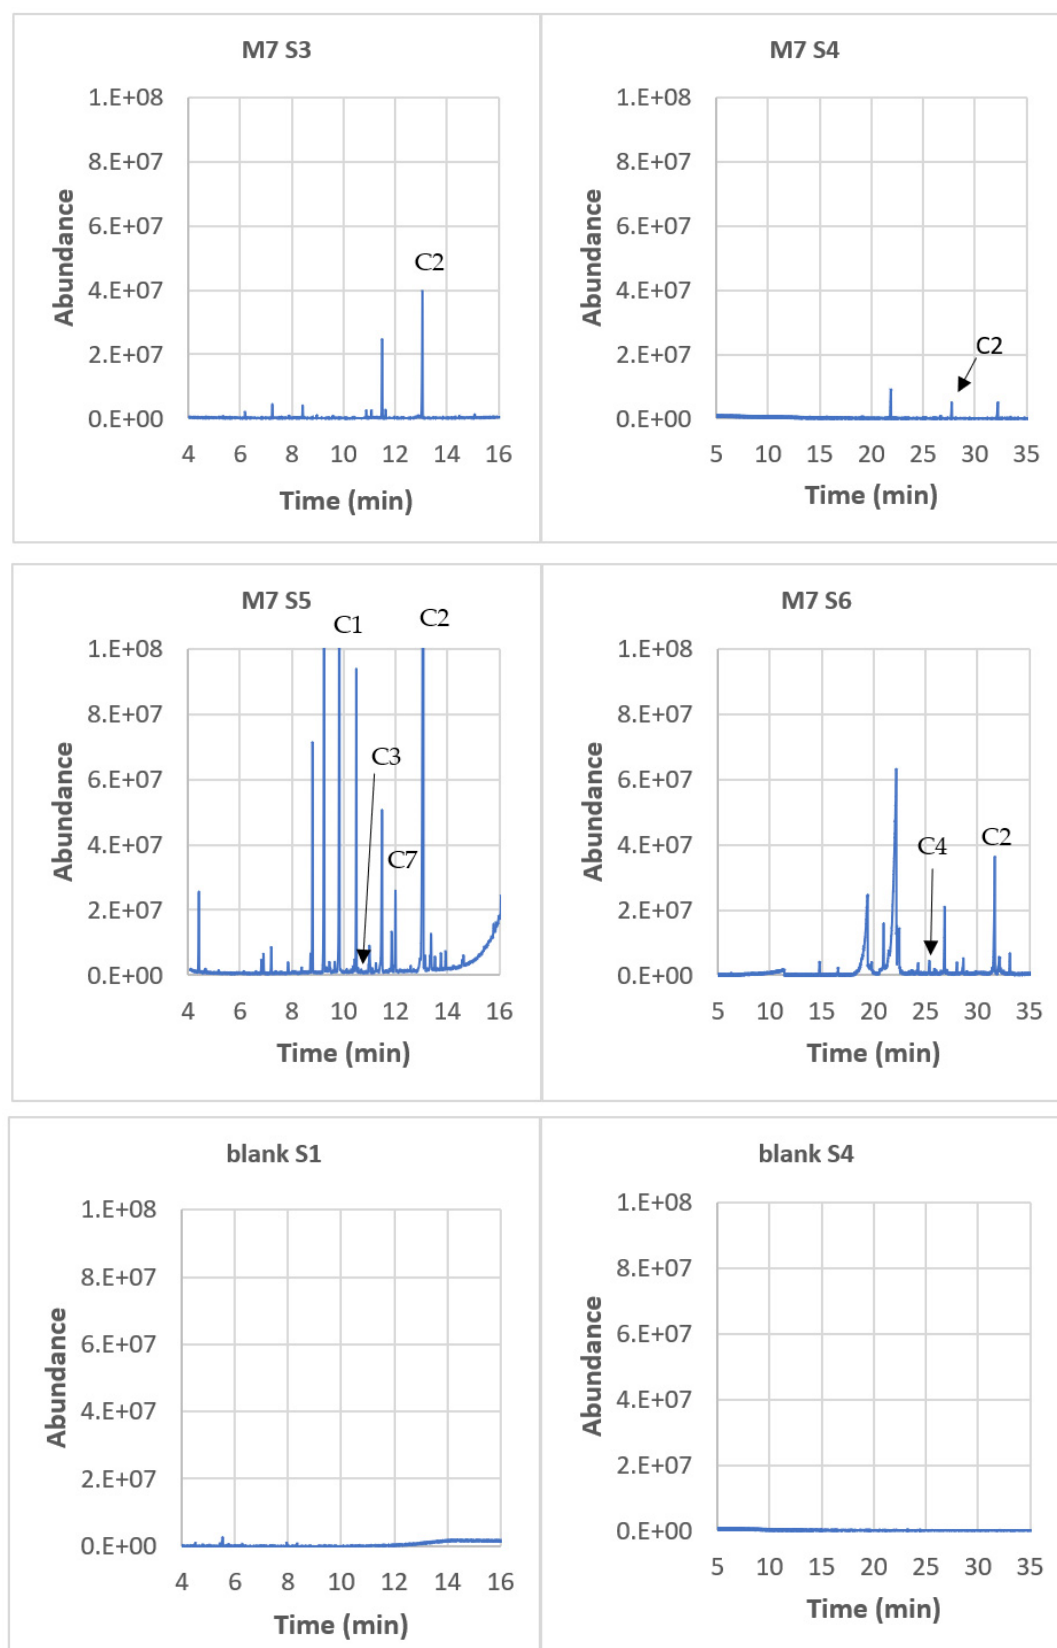 M7 S3
1.E+08
8.E+07
6.E+07
4.E+07
2.E+07
0.E+00
Abundance
C2
4 6 8 10 12 14 16
Time (min)
M7 S4
1.E+08
8.E+07
6.E+07
4.E+07
2.E+07
0.E+00
Abundance
C2
5 10 15 20 25 30 35
Time (min)
M7 S5
1.E+08
8.E+07
6.E+07
4.E+07
2.E+07
0.E+00
Abundance
C1
C2
C3
C7
4 6 8 10 12 14 16
Time (min)
M7 S6
1.E+08
8.E+07
6.E+07
4.E+07
2.E+07
0.E+00
Abundance
C4
C2
5 10 15 20 25 30 35
Time (min)
blank S1
1.E+08
8.E+07
6.E+07
4.E+07
2.E+07
0.E+00
Abundance
4 6 8 10 12 14 16
Time (min)
blank S4
1.E+08
8.E+07
6.E+07
4.E+07
2.E+07
0.E+00
Abundance
5 10 15 20 25 30 35
Time (min)